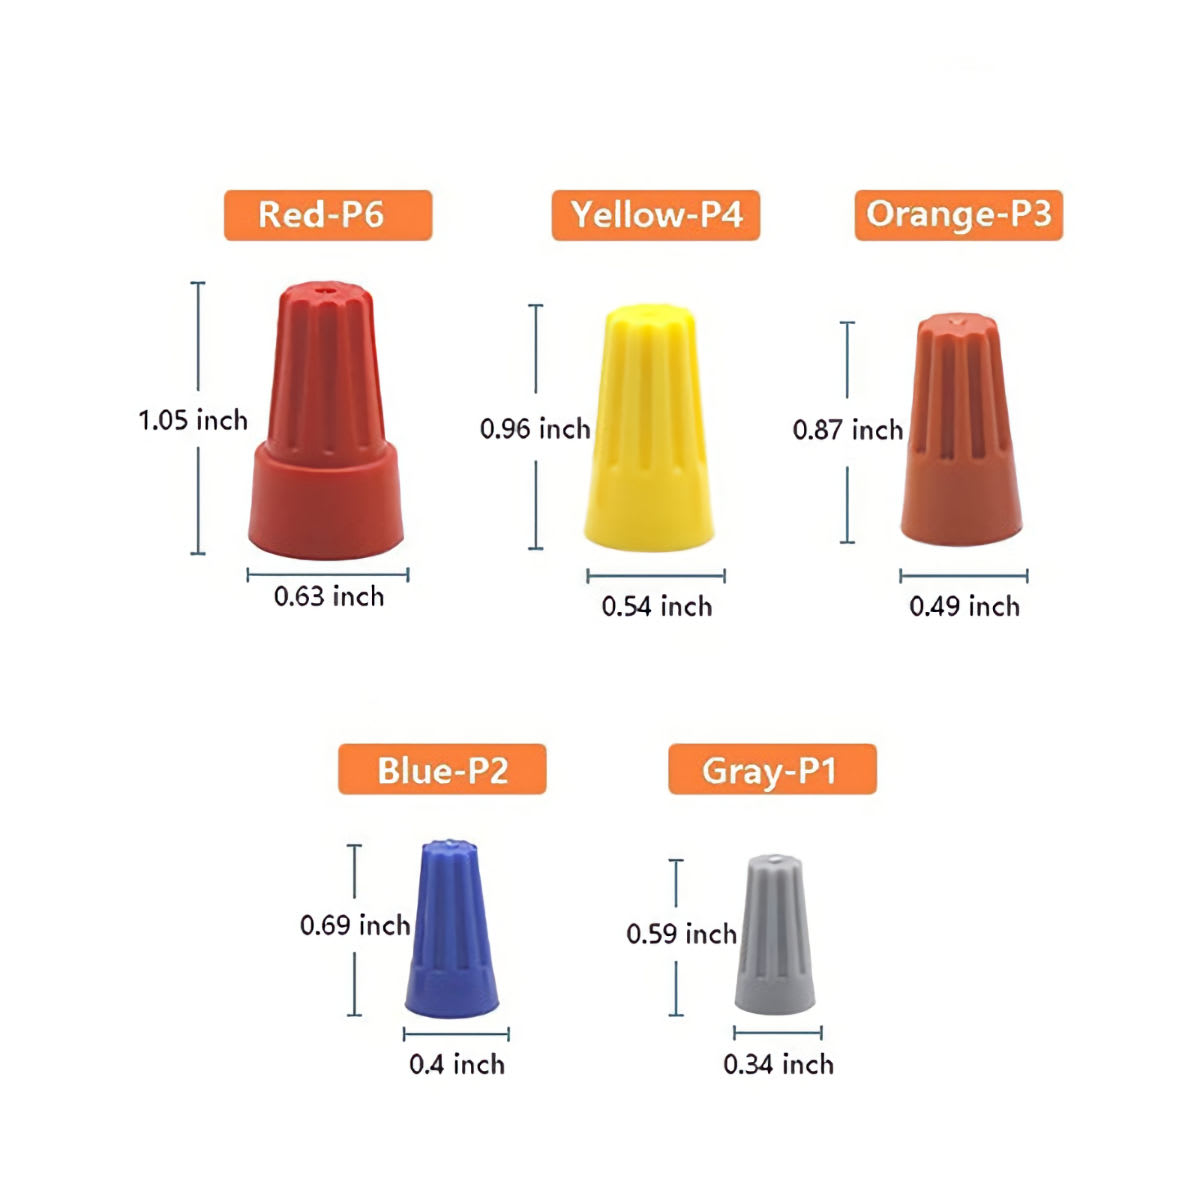 Red-P6
Yellow-P4
Orange-P3
1.05 inch
0.96 inch
0.87 inch
0.63 inch
0.54 inch
0.49 inch
Blue-P2
Gray-P1
0.69 inch
0.59 inch
0.4 inch
0.34 inch